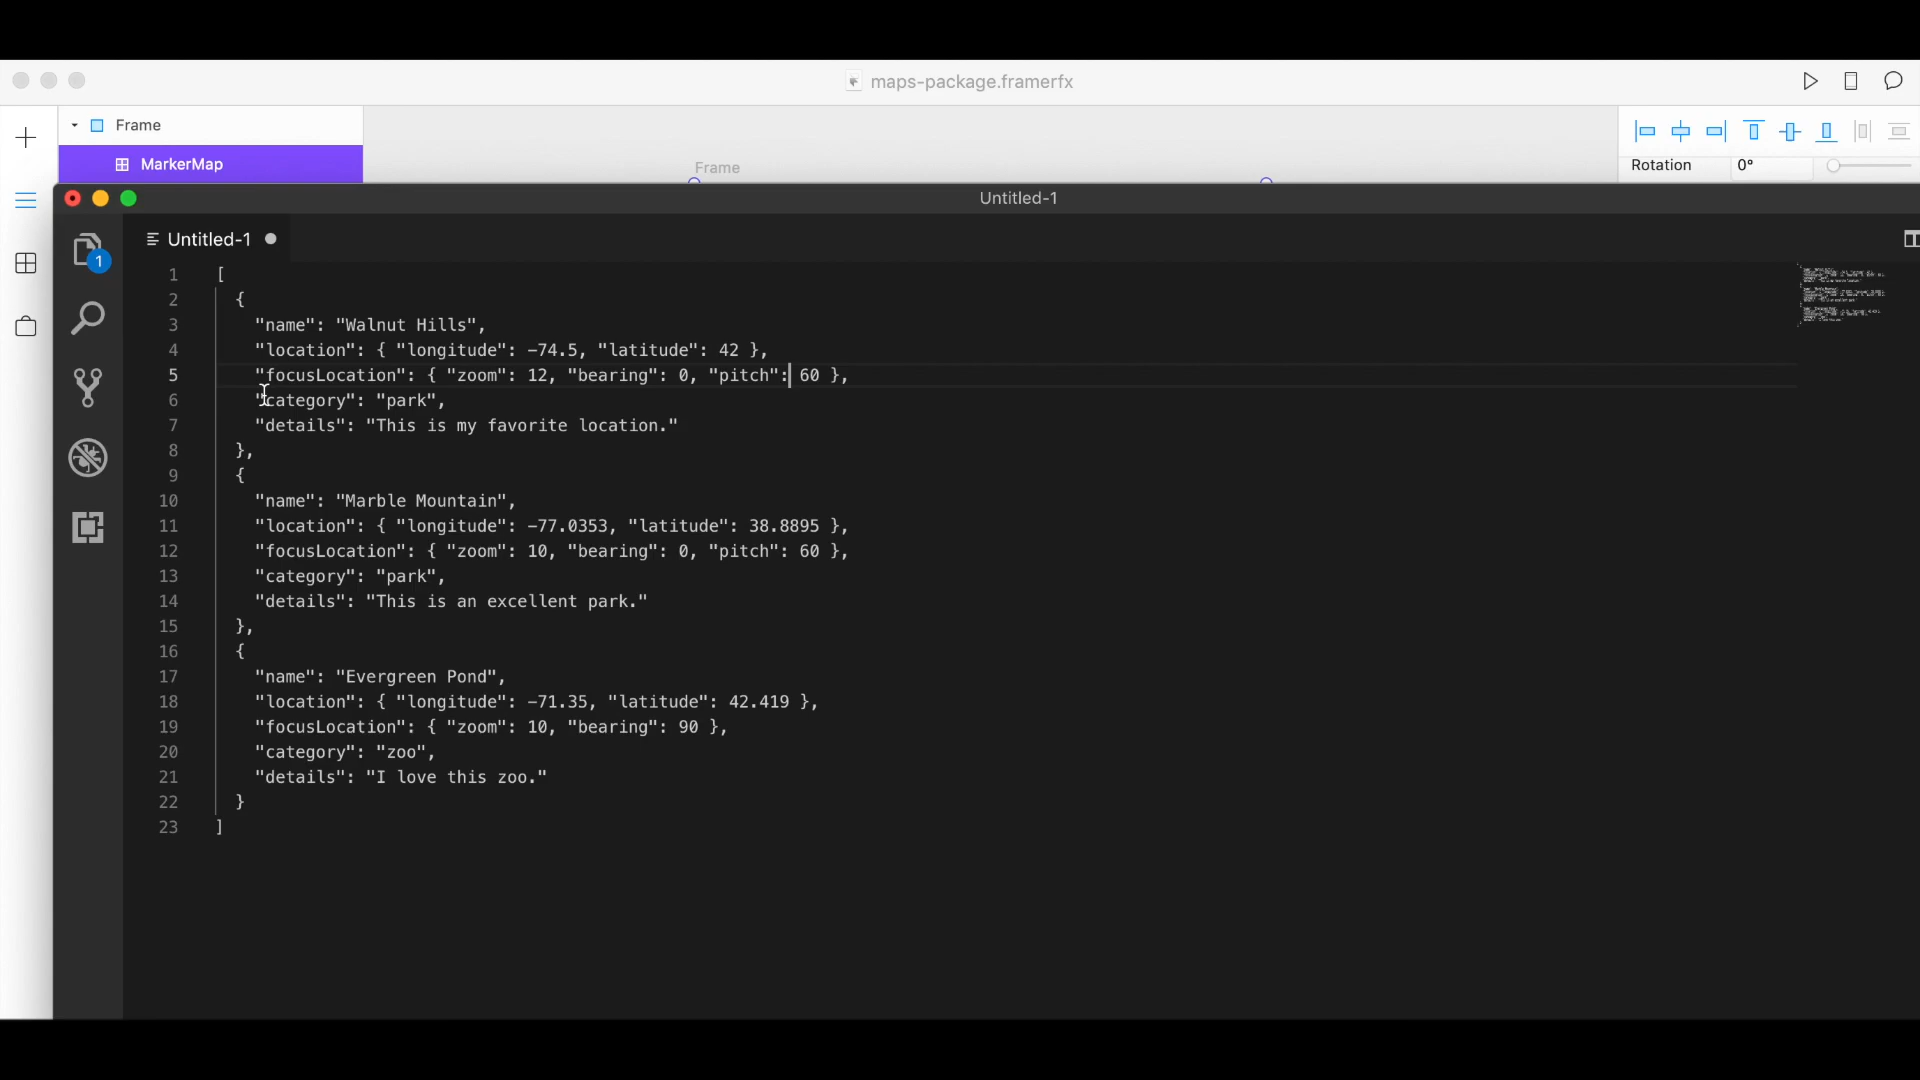 maps-package.framerfx
Frame
MarkerMap
Frame
Rotation 0°
Untitled-1
1
Untitled-1
1 [
2 {
3 "name": "Walnut Hills",
4 "location": { "longitude": -74.5, "latitude": 42 },
5 "focusLocation": { "zoom": 12, "bearing": 0, "pitch": 60 },
6 "category": "park",
7 "details": "This is my favorite location."
8 },
9 {
10 "name": "Marble Mountain",
11 "location": { "longitude": -77.0353, "latitude": 38.8895 },
12 "focusLocation": { "zoom": 10, "bearing": 0, "pitch": 60 },
13 "category": "park",
14 "details": "This is an excellent park."
15 },
16 {
17 "name": "Evergreen Pond",
18 "location": { "longitude": -71.35, "latitude": 42.419 },
19 "focusLocation": { "zoom": 10, "bearing": 90 },
20 "category": "zoo",
21 "details": "I love this zoo."
22 }
23 ]